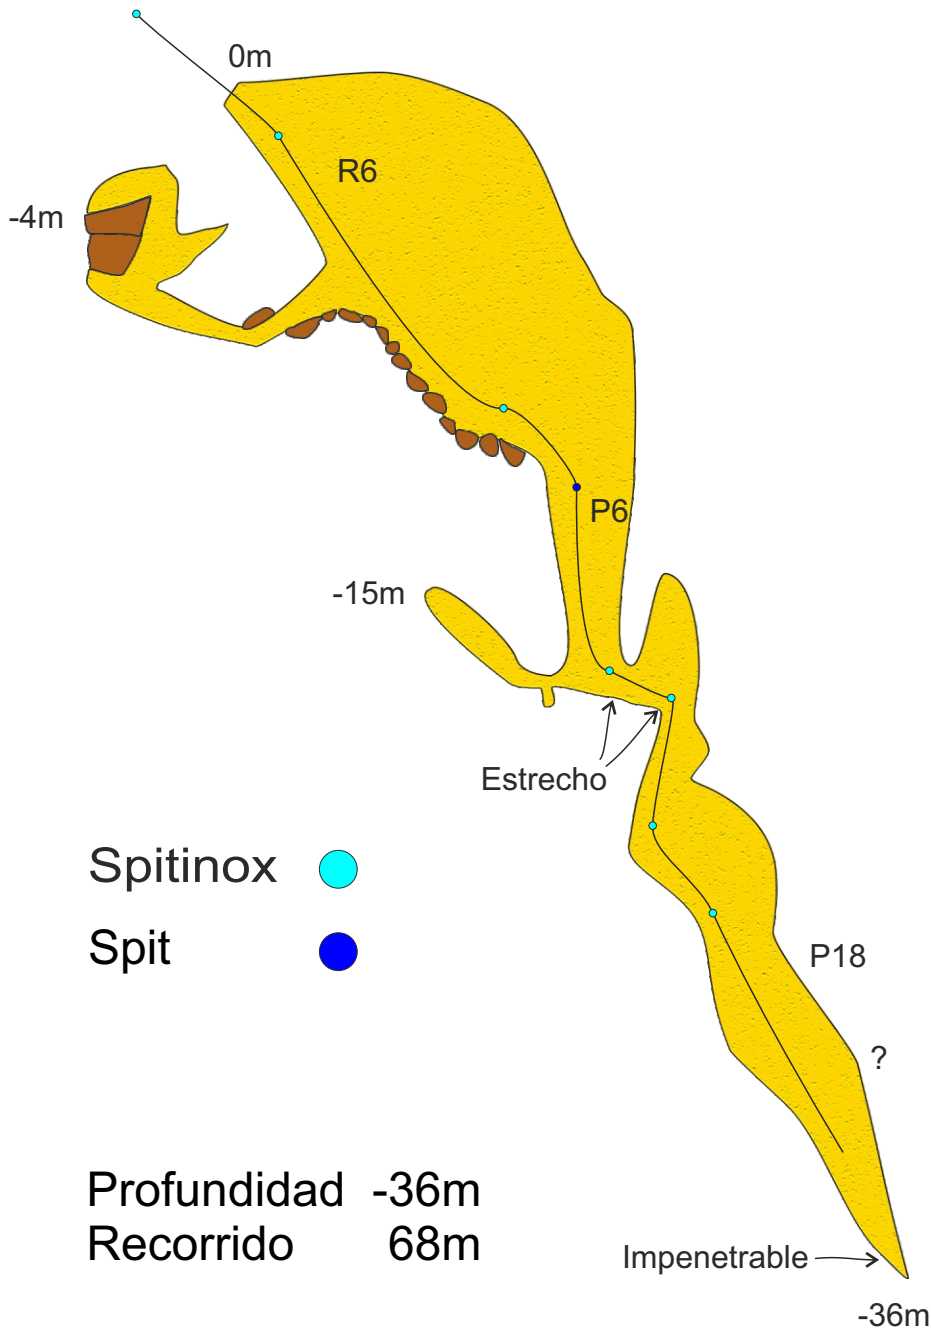 0m
R6
-4m
P6
-15m
Estrecho
Spitinox
Spit
P18
?
Profundidad -36m
Recorrido 68m
Impenetrable
-36m